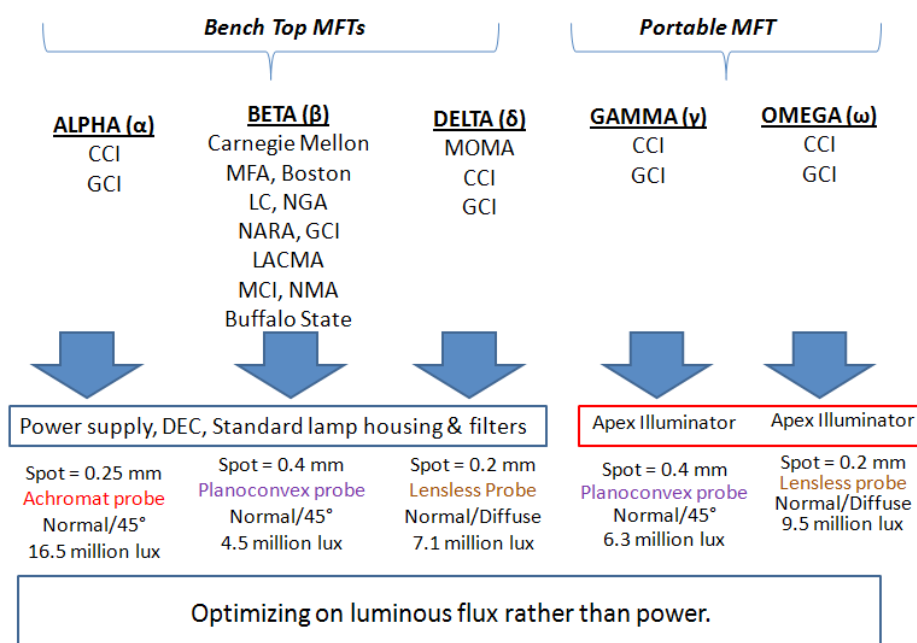 Bench Top MFTs
Portable MFT
ALPHA (α)
CCI
GCI
BETA (β)
Carnegie Mellon
MFA, Boston
LC, NGA
NARA, GCI
LACMA
MCI, NMA
Buffalo State
DELTA (δ)
MOMA
CCI
GCI
GAMMA (γ)
CCI
GCI
OMEGA (ω)
CCI
GCI
Power supply, DEC, Standard lamp housing & filters
Apex Illuminator
Apex Illuminator
Spot = 0.25 mm
Achromat probe
Normal/45°
16.5 million lux
Spot = 0.4 mm
Planoconvex probe
Normal/45°
4.5 million lux
Spot = 0.2 mm
Lensless Probe
Normal/Diffuse
7.1 million lux
Spot = 0.4 mm
Planoconvex probe
Normal/45°
6.3 million lux
Spot = 0.2 mm
Lensless probe
Normal/Diffuse
9.5 million lux
Optimizing on luminous flux rather than power.